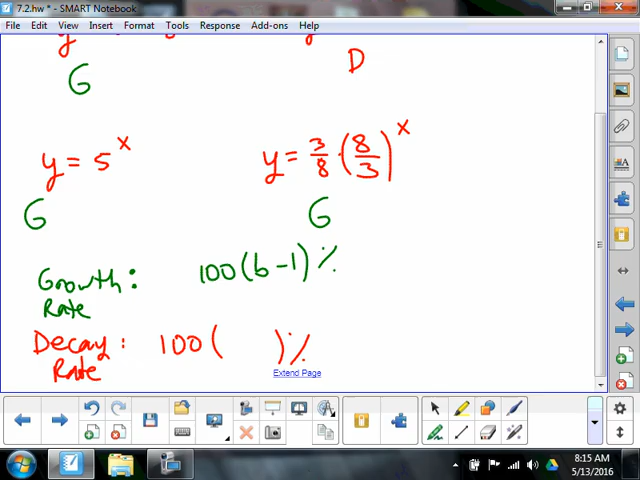 7.2.hw * - SMART Notebook
File Edit View Insert Format Tools Add-ons Help
y
y
G
D
y = 5^x
y = 3/8 · (8/3)^x
G
G
Growth Rate: 100(b-1)%
Decay Rate: 100( )%
Extend Page
8:15 AM
5/13/2016